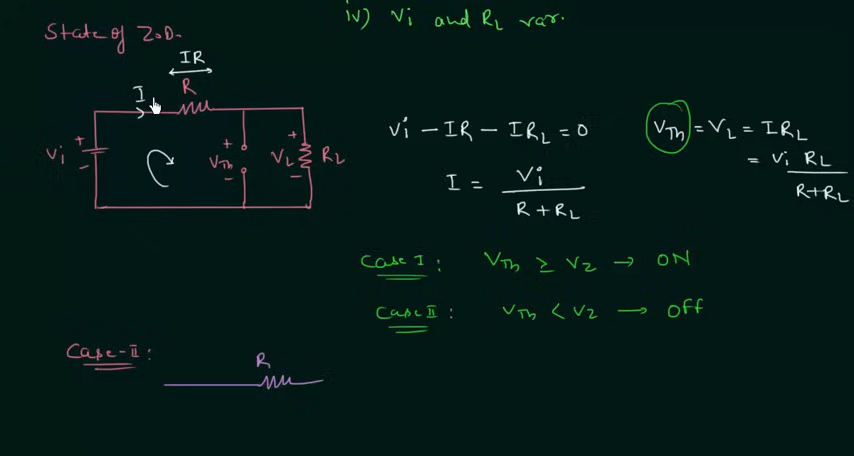 iv) Vi and RL var.
State of Z.D.
IR
I
R
Vi
+
-
VTh
+
-
VL
+
-
RL
Vi - IR - IRL = 0
I = Vi / R + RL
VTh = VL = IRL
= Vi RL / R+RL
Case I : VTh ≥ VZ → ON
Case II : VTh < VZ → Off
Case-II :
R